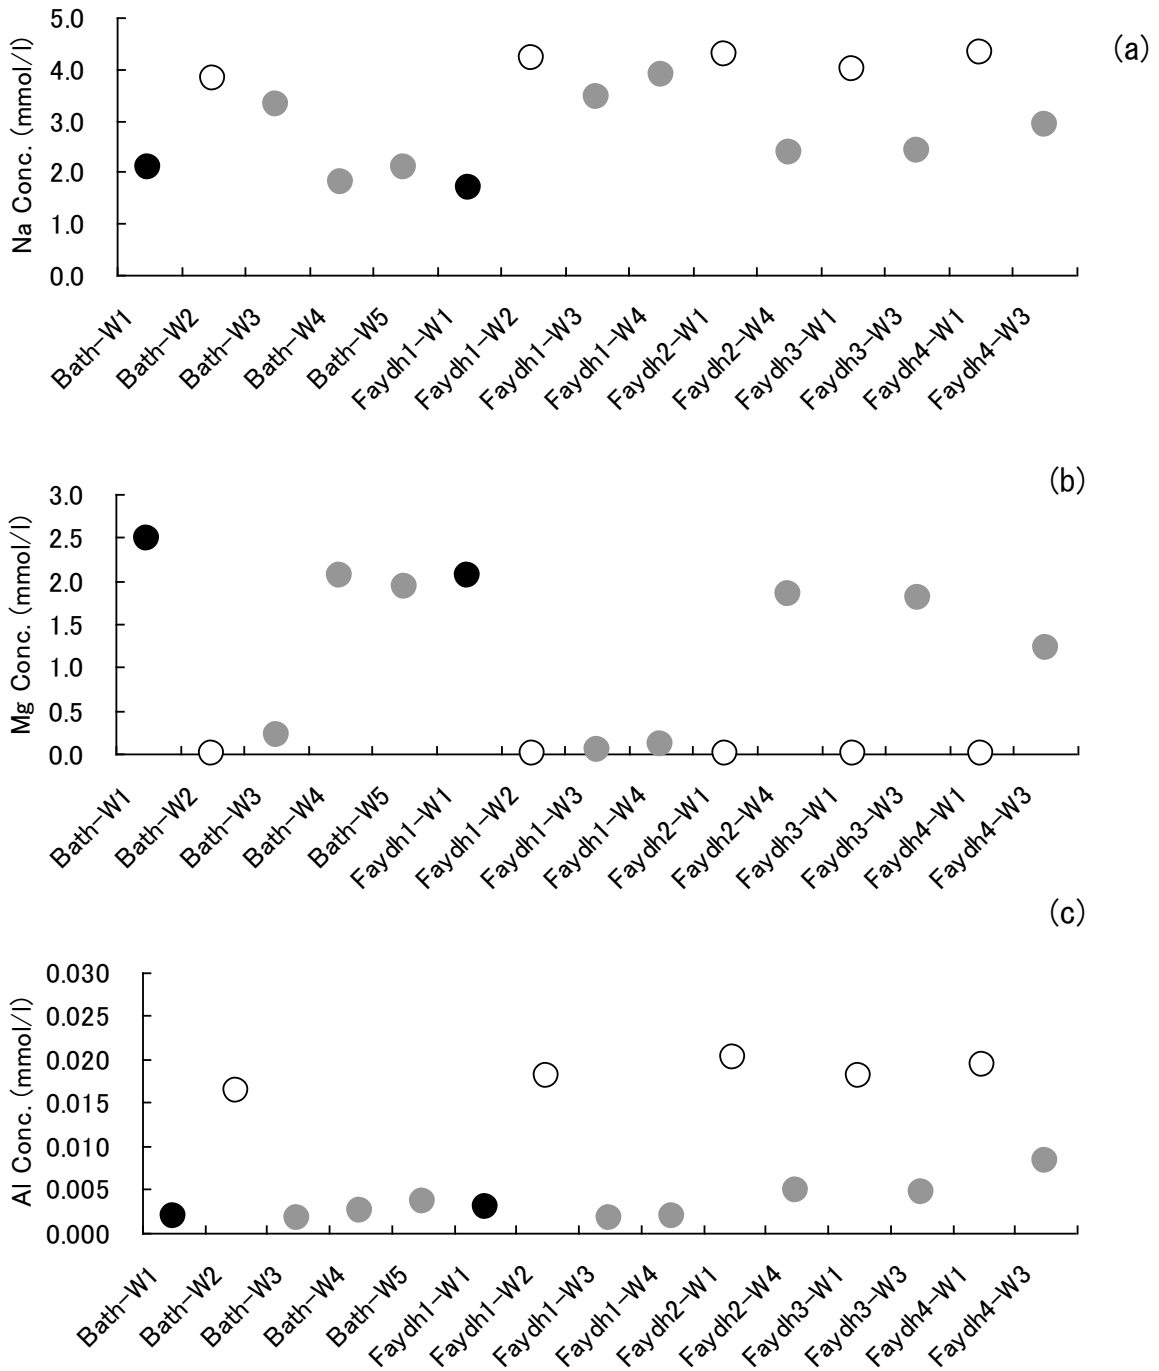 (a)
Na Conc. (mmol/l)
5.0
4.0
3.0
2.0
1.0
0.0
Bath-W1
Bath-W2
Bath-W3
Bath-W4
Bath-W5
Faydh1-W1
Faydh1-W2
Faydh1-W3
Faydh1-W4
Faydh2-W1
Faydh2-W4
Faydh3-W1
Faydh3-W3
Faydh4-W1
Faydh4-W3
(b)
Mg Conc. (mmol/l)
3.0
2.5
2.0
1.5
1.0
0.5
0.0
Bath-W1
Bath-W2
Bath-W3
Bath-W4
Bath-W5
Faydh1-W1
Faydh1-W2
Faydh1-W3
Faydh1-W4
Faydh2-W1
Faydh2-W4
Faydh3-W1
Faydh3-W3
Faydh4-W1
Faydh4-W3
(c)
Al Conc. (mmol/l)
0.030
0.025
0.020
0.015
0.010
0.005
0.000
Bath-W1
Bath-W2
Bath-W3
Bath-W4
Bath-W5
Faydh1-W1
Faydh1-W2
Faydh1-W3
Faydh1-W4
Faydh2-W1
Faydh2-W4
Faydh3-W1
Faydh3-W3
Faydh4-W1
Faydh4-W3